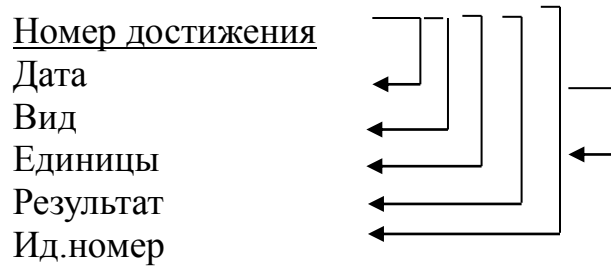 Номер достижения
Дата
Вид
Единицы
Результат
Ид.номер